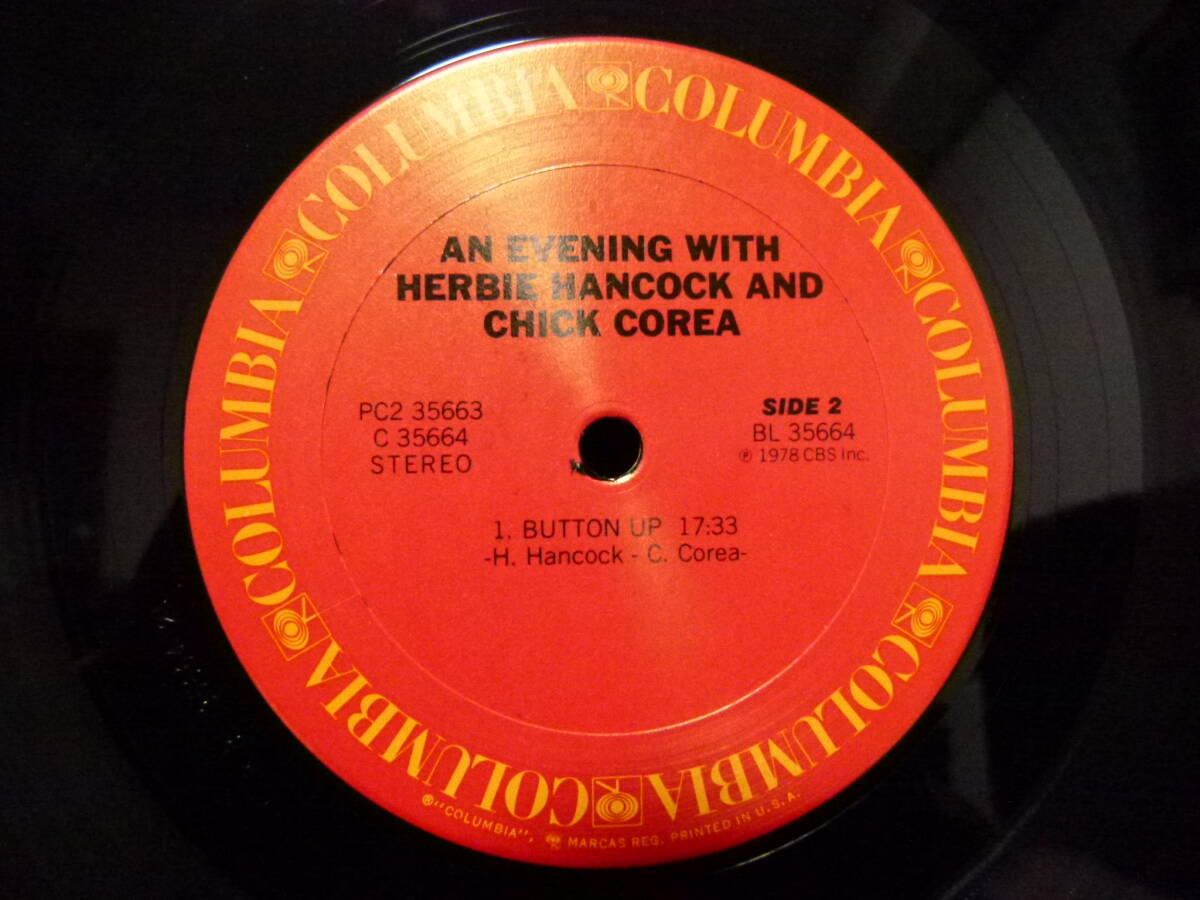 COLUMBIA COLUMBIA COLUMBIA COLUMBIA COLUMBIA COLUMBIA
AN EVENING WITH
HERBIE HANCOCK AND
CHICK COREA
PC2 35663
C 35664
STEREO
SIDE 2
BL 35664
℗ 1978 CBS Inc.
1. BUTTON UP 17:33
-H. Hancock - C. Corea-
®"COLUMBIA", MARCAS REG. PRINTED IN U.S.A.